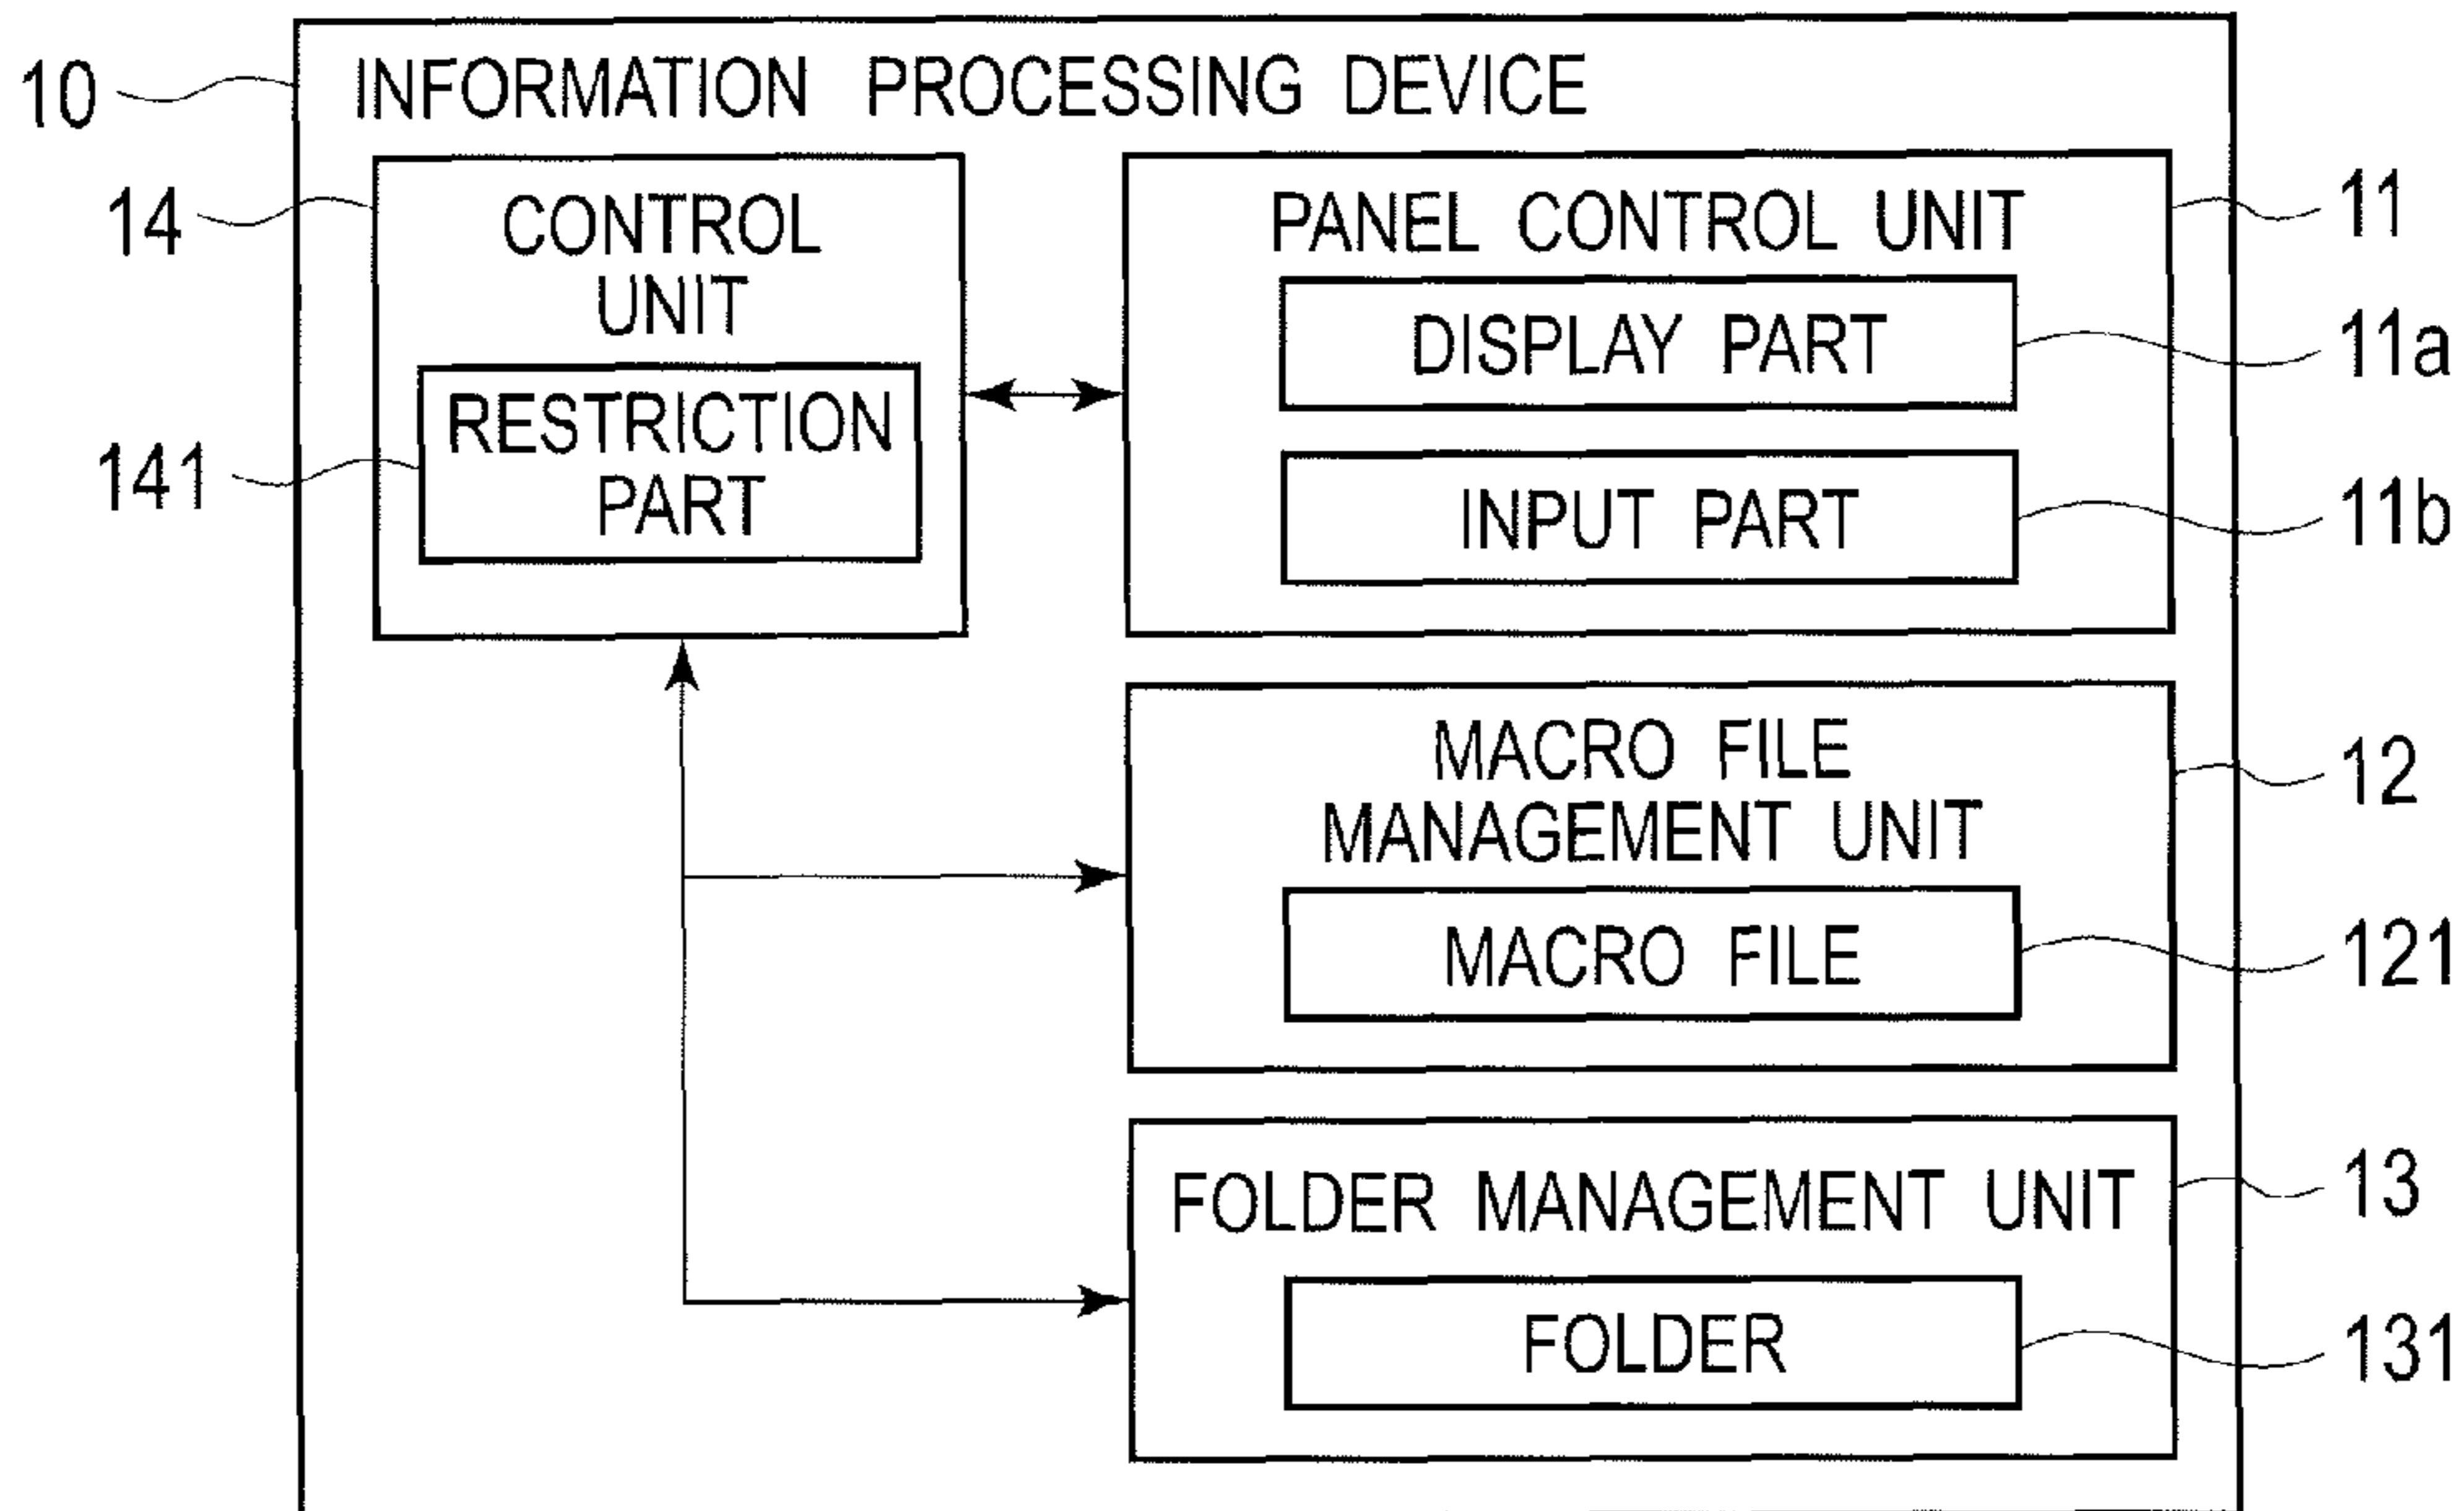 10 INFORMATION PROCESSING DEVICE
14
CONTROL
UNIT
141
RESTRICTION
PART
PANEL CONTROL UNIT
11
DISPLAY PART
11a
INPUT PART
11b
MACRO FILE
MANAGEMENT UNIT
12
MACRO FILE
121
FOLDER MANAGEMENT UNIT
13
FOLDER
131